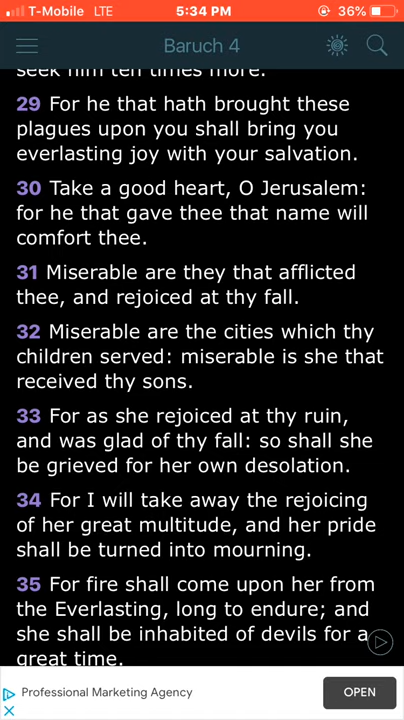 T-Mobile LTE 5:34 PM 36%
Baruch 4
seek him ten times more.
29 For he that hath brought these
plagues upon you shall bring you
everlasting joy with your salvation.
30 Take a good heart, O Jerusalem:
for he that gave thee that name will
comfort thee.
31 Miserable are they that afflicted
thee, and rejoiced at thy fall.
32 Miserable are the cities which thy
children served: miserable is she that
received thy sons.
33 For as she rejoiced at thy ruin,
and was glad of thy fall: so shall she
be grieved for her own desolation.
34 For I will take away the rejoicing
of her great multitude, and her pride
shall be turned into mourning.
35 For fire shall come upon her from
the Everlasting, long to endure; and
she shall be inhabited of devils for a
great time.
Professional Marketing Agency
OPEN